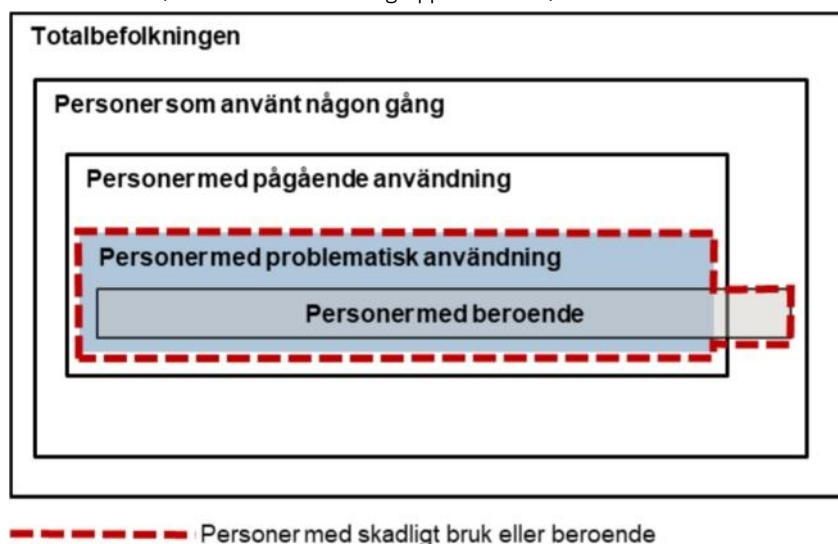 Totalbefolkningen
Personer som använt någon gång
Personer med pågående användning
Personer med problematisk användning
Personer med beroende
Personer med skadligt bruk eller beroende